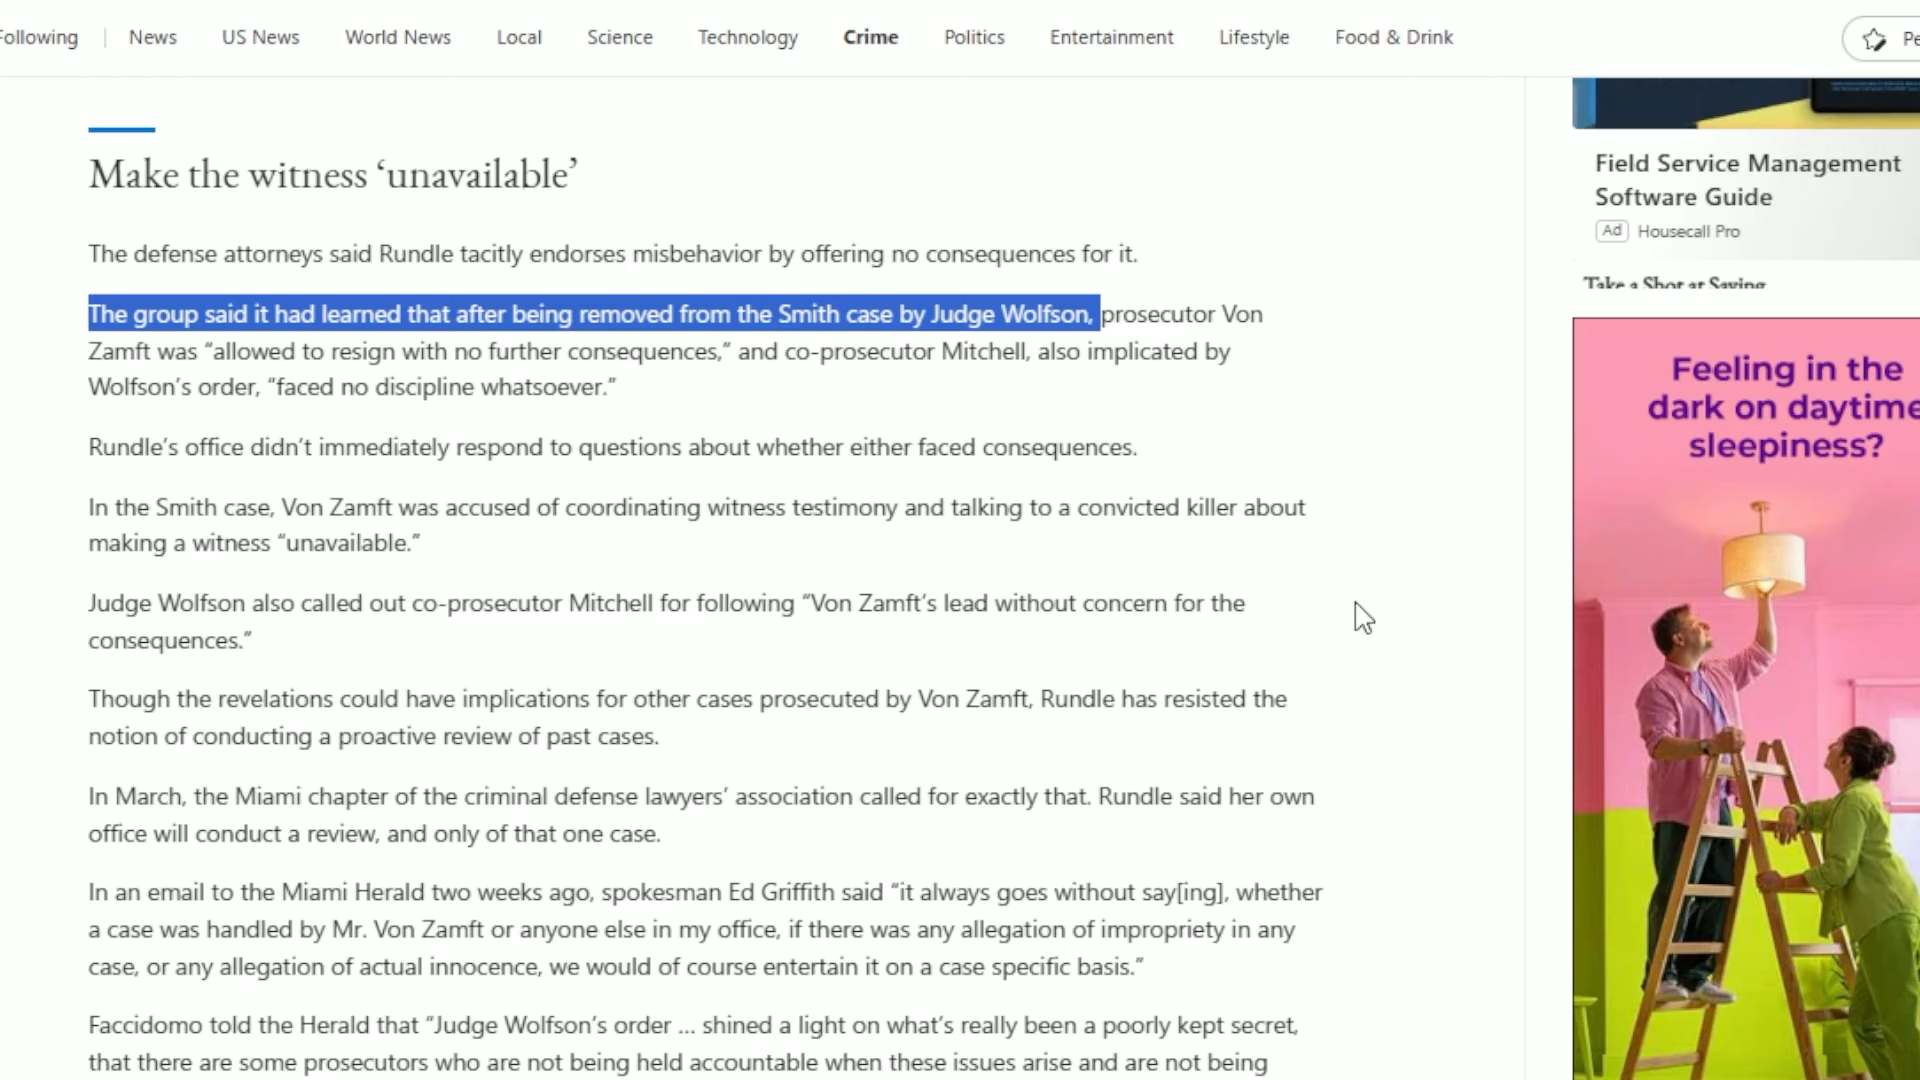 Following
News
US News
World News
Local
Science
Technology
Crime
Politics
Entertainment
Lifestyle
Food & Drink
Pe
Make the witness ‘unavailable’
The defense attorneys said Rundle tacitly endorses misbehavior by offering no consequences for it.
The group said it had learned that after being removed from the Smith case by Judge Wolfson, prosecutor Von
Zamft was “allowed to resign with no further consequences,” and co-prosecutor Mitchell, also implicated by
Wolfson’s order, “faced no discipline whatsoever.”
Rundle’s office didn’t immediately respond to questions about whether either faced consequences.
In the Smith case, Von Zamft was accused of coordinating witness testimony and talking to a convicted killer about
making a witness “unavailable.”
Judge Wolfson also called out co-prosecutor Mitchell for following “Von Zamft’s lead without concern for the
consequences.”
Though the revelations could have implications for other cases prosecuted by Von Zamft, Rundle has resisted the
notion of conducting a proactive review of past cases.
In March, the Miami chapter of the criminal defense lawyers’ association called for exactly that. Rundle said her own
office will conduct a review, and only of that one case.
In an email to the Miami Herald two weeks ago, spokesman Ed Griffith said “it always goes without say[ing], whether
a case was handled by Mr. Von Zamft or anyone else in my office, if there was any allegation of impropriety in any
case, or any allegation of actual innocence, we would of course entertain it on a case specific basis.”
Faccidomo told the Herald that “Judge Wolfson’s order ... shined a light on what’s really been a poorly kept secret,
that there are some prosecutors who are not being held accountable when these issues arise and are not being
Field Service Management
Software Guide
Ad Housecall Pro
Take a Shot at Saving
Feeling in the
dark on daytime
sleepiness?